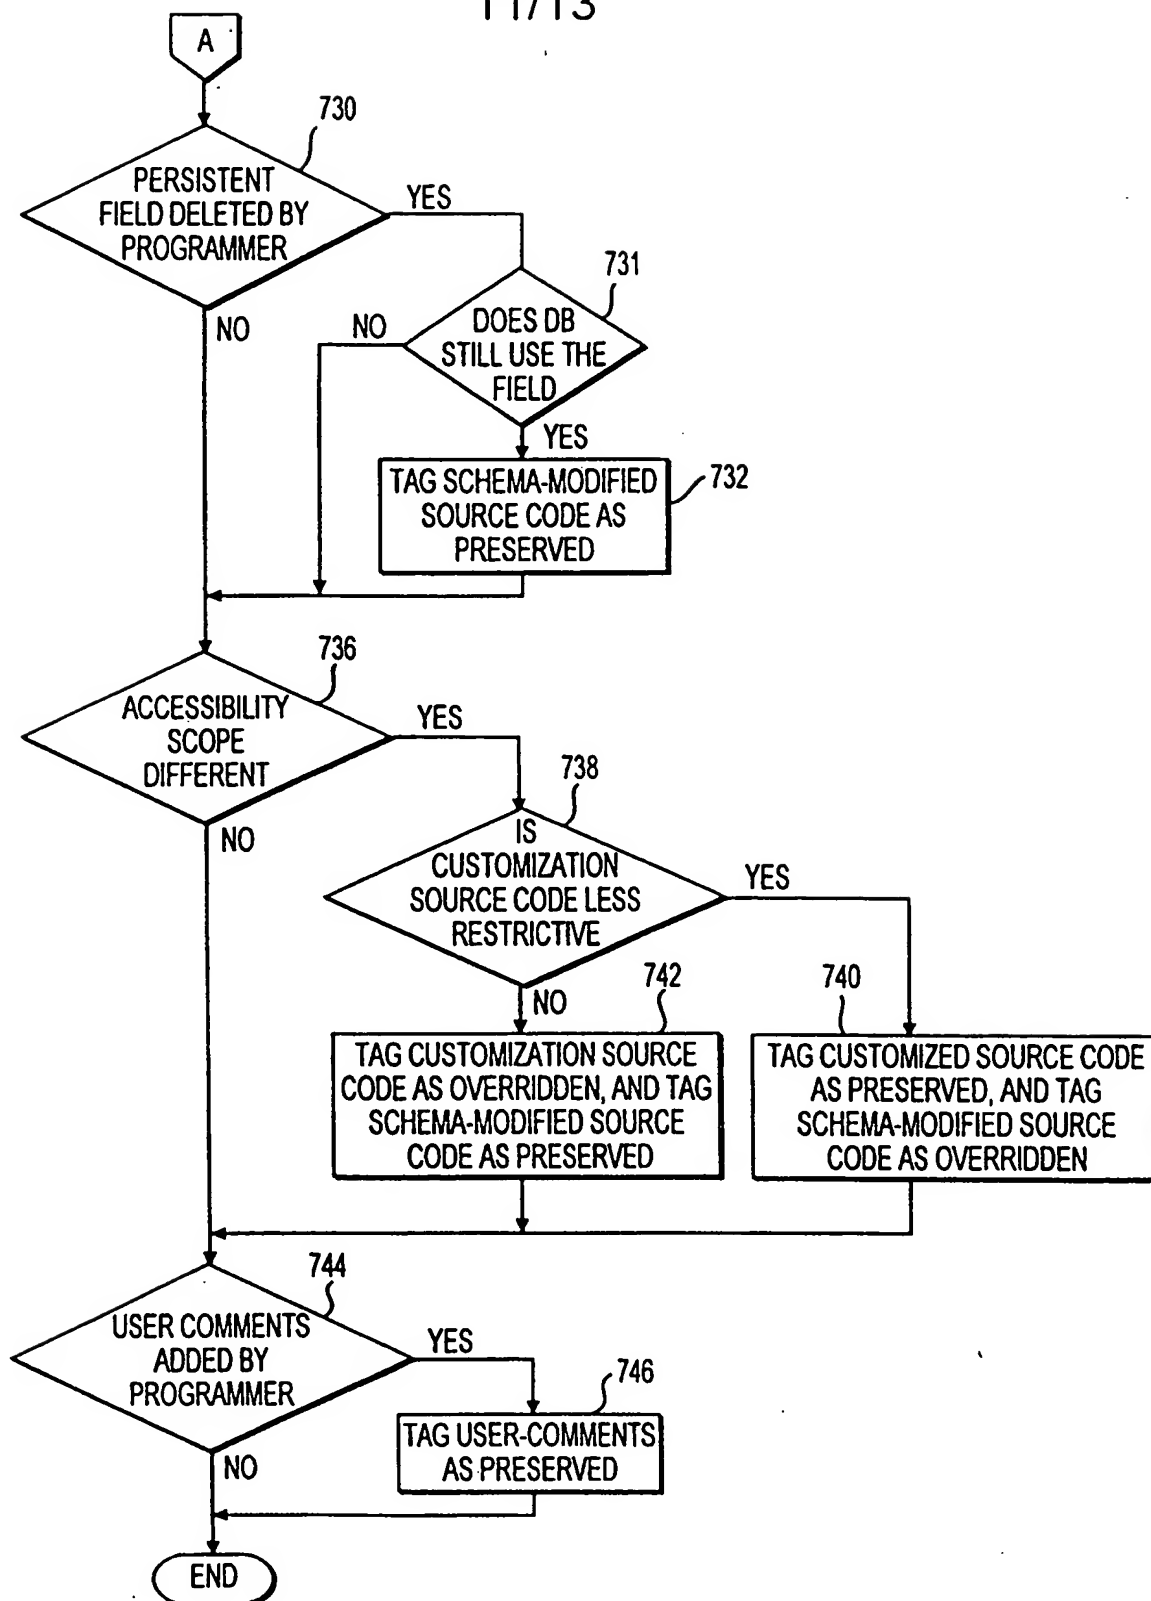 11/13
A
730
PERSISTENT
FIELD DELETED BY
PROGRAMMER
YES
NO
731
DOES DB
STILL USE THE
FIELD
NO
YES
TAG SCHEMA-MODIFIED
SOURCE CODE AS
PRESERVED
732
736
ACCESSIBILITY
SCOPE
DIFFERENT
YES
NO
738
IS
CUSTOMIZATION
SOURCE CODE LESS
RESTRICTIVE
YES
NO
742
TAG CUSTOMIZATION SOURCE
CODE AS OVERRIDDEN, AND TAG
SCHEMA-MODIFIED SOURCE
CODE AS PRESERVED
740
TAG CUSTOMIZED SOURCE CODE
AS PRESERVED, AND TAG
SCHEMA-MODIFIED SOURCE
CODE AS OVERRIDDEN
744
USER COMMENTS
ADDED BY
PROGRAMMER
YES
NO
746
TAG USER-COMMENTS
AS PRESERVED
END